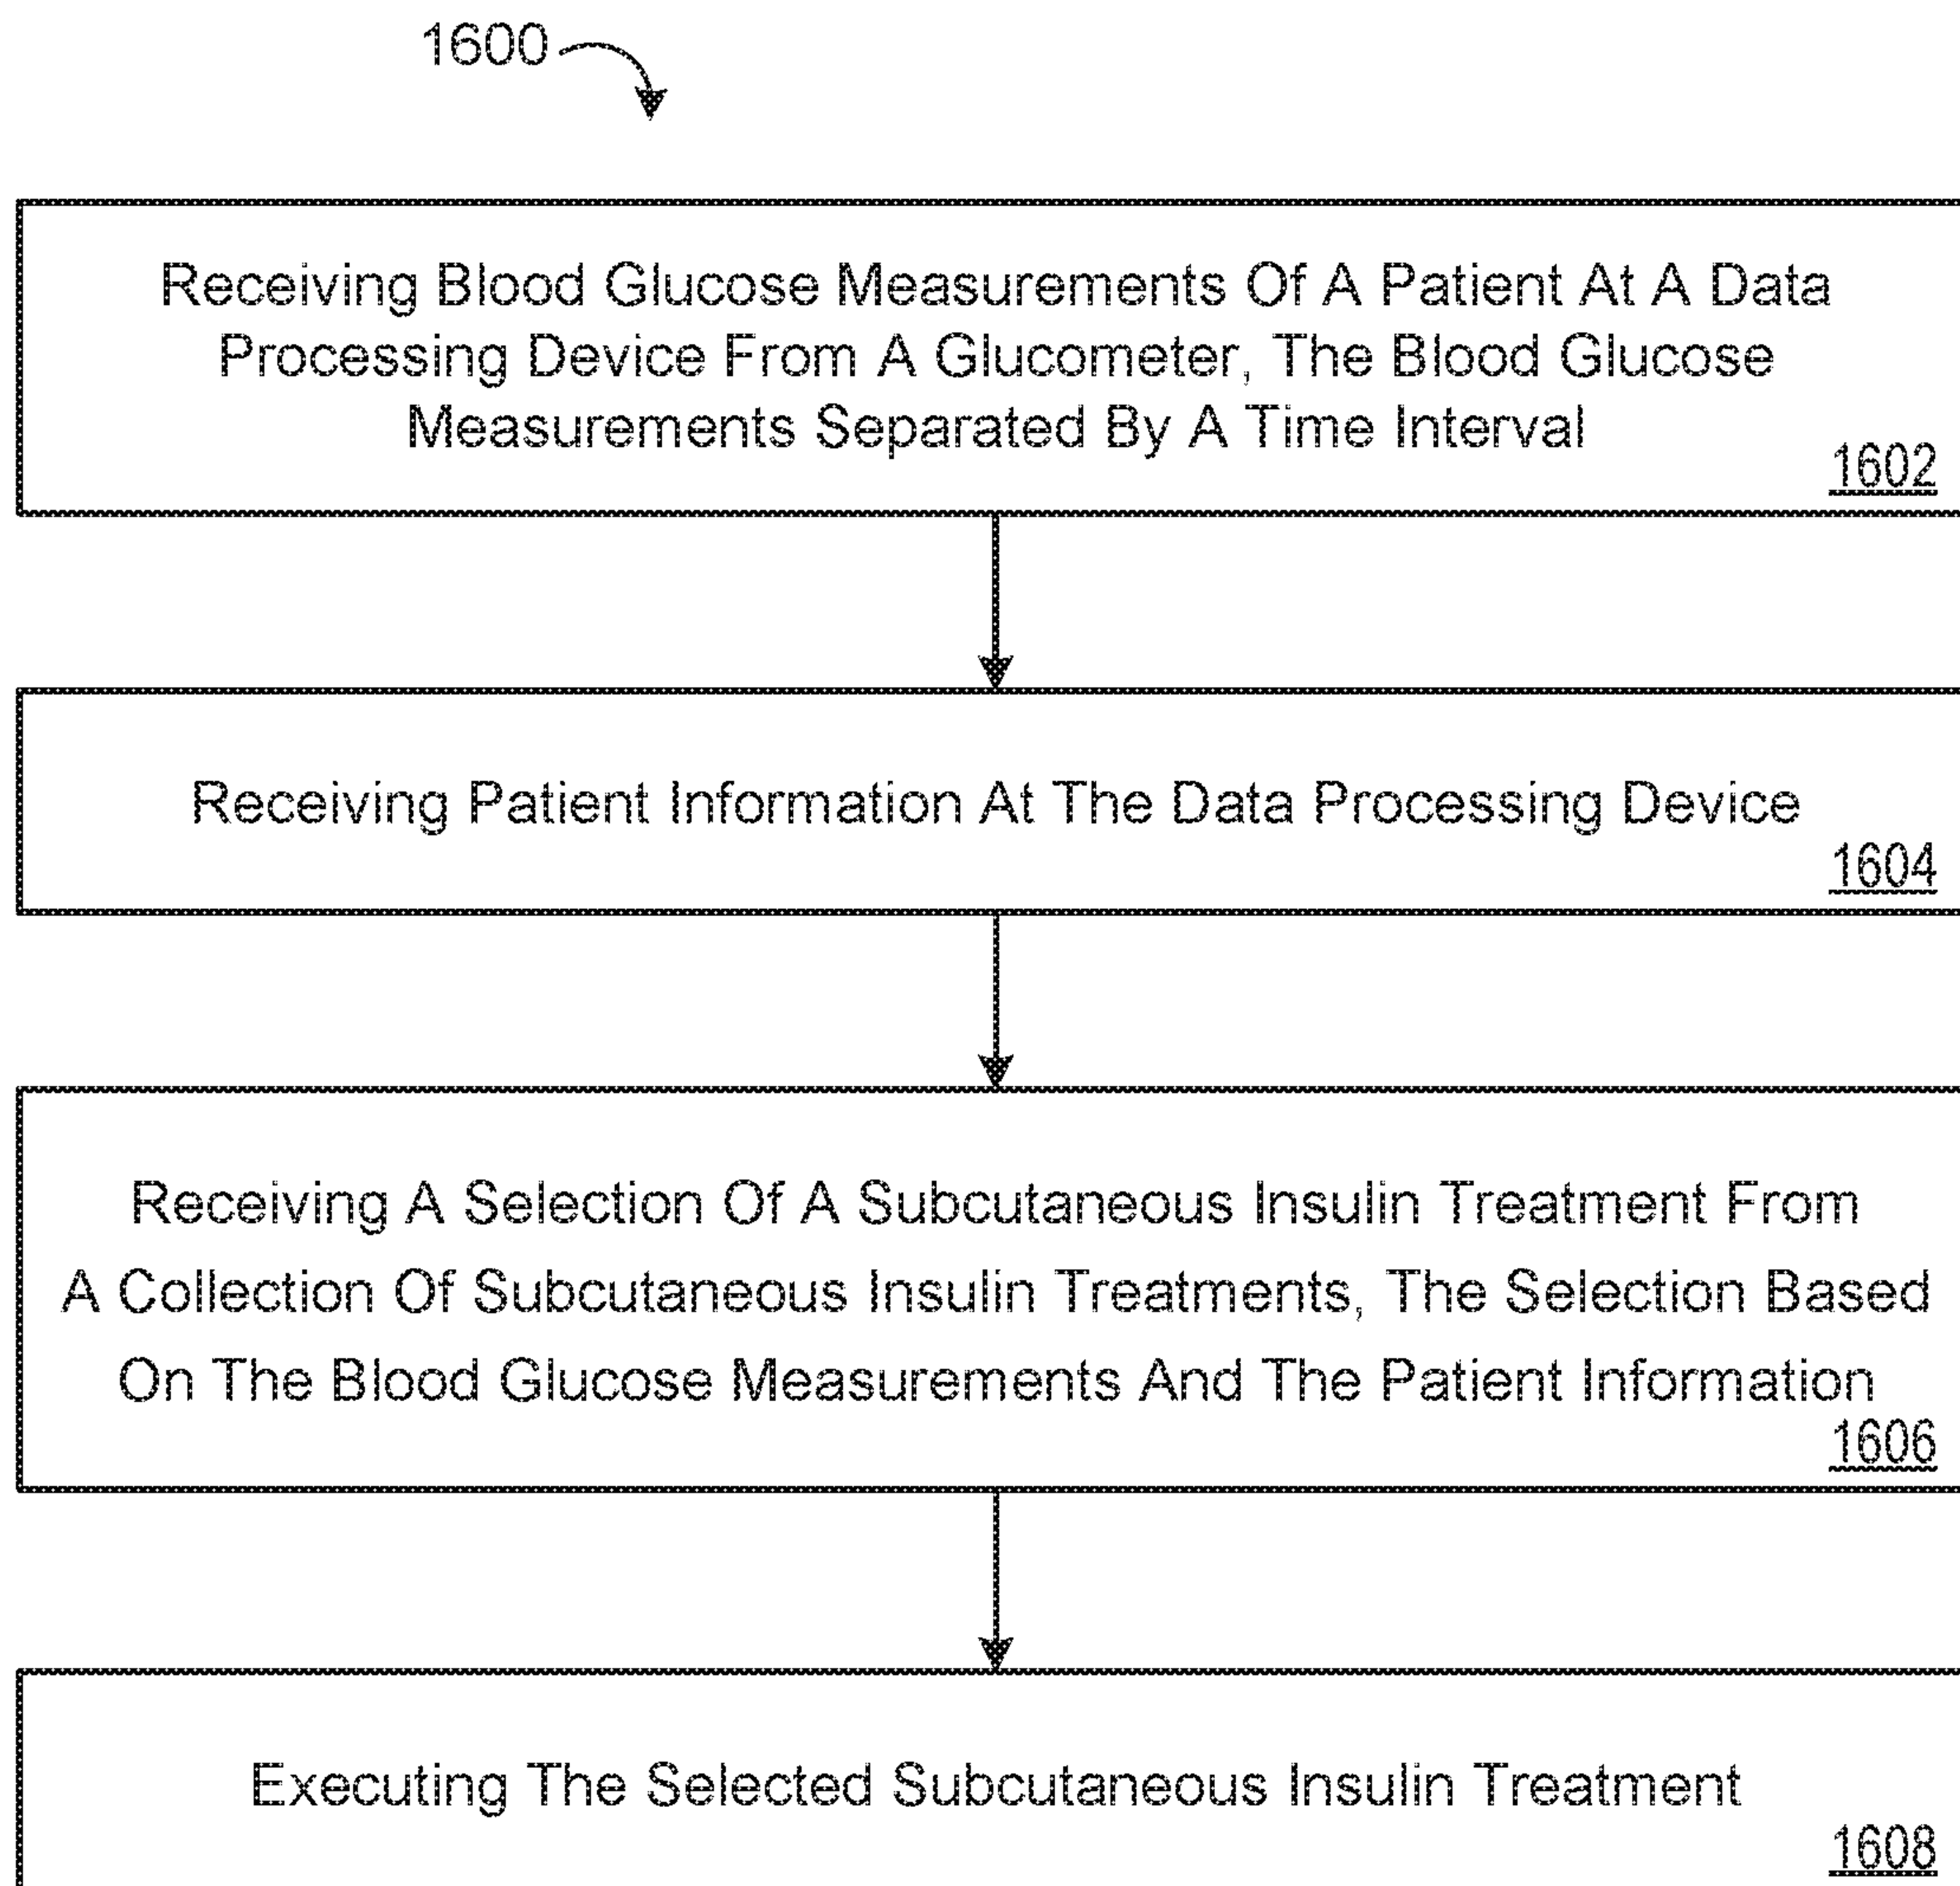 1600
Receiving Blood Glucose Measurements Of A Patient At A Data
Processing Device From A Glucometer, The Blood Glucose
Measurements Separated By A Time Interval
1602
Receiving Patient Information At The Data Processing Device
1604
Receiving A Selection Of A Subcutaneous Insulin Treatment From
A Collection Of Subcutaneous Insulin Treatments, The Selection Based
On The Blood Glucose Measurements And The Patient Information
1606
Executing The Selected Subcutaneous Insulin Treatment
1608